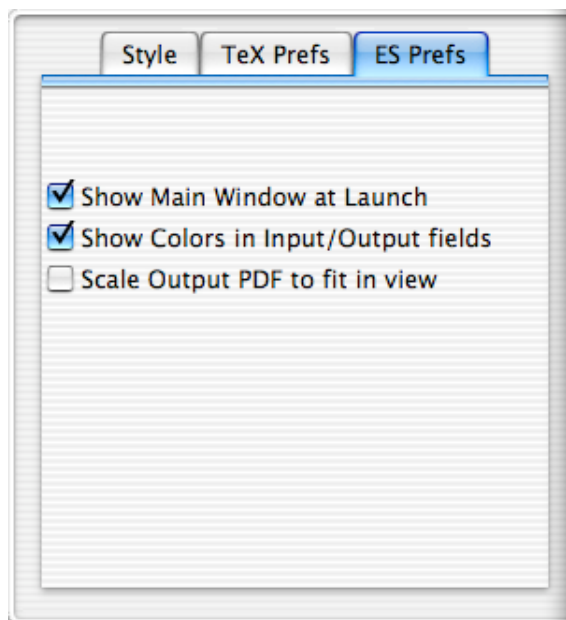 Style TeX Prefs ES Prefs
Show Main Window at Launch
Show Colors in Input/Output fields
Scale Output PDF to fit in view